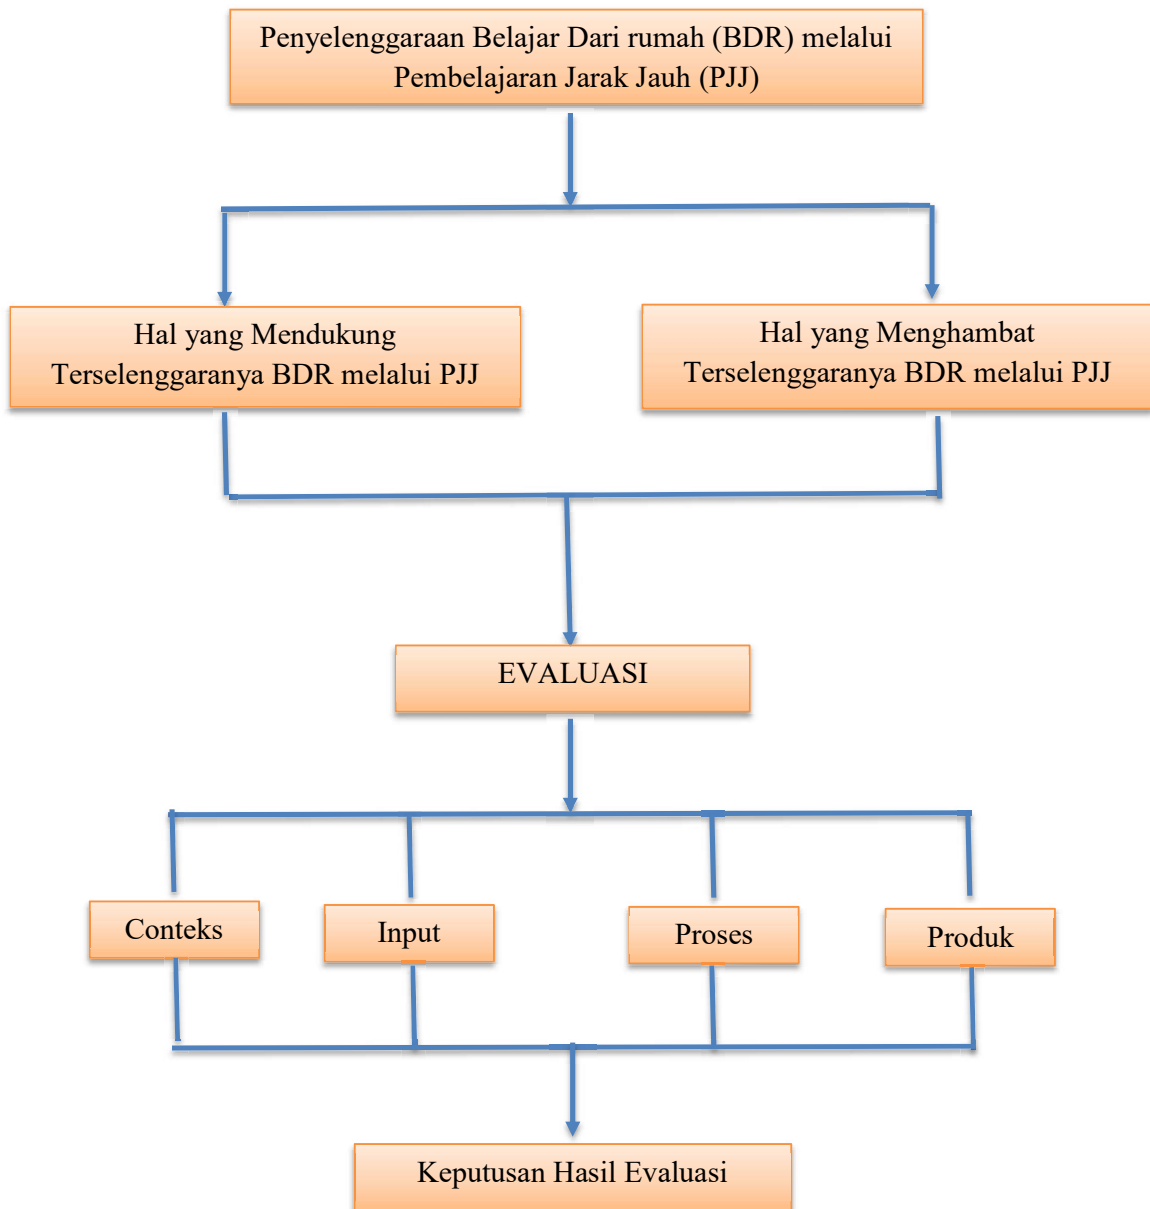 Penyelenggaraan Belajar Dari rumah (BDR) melalui
Pembelajaran Jarak Jauh (PJJ)
Hal yang Mendukung
Terselenggaranya BDR melalui PJJ
Hal yang Menghambat
Terselenggaranya BDR melalui PJJ
EVALUASI
Conteks
Input
Proses
Produk
Keputusan Hasil Evaluasi